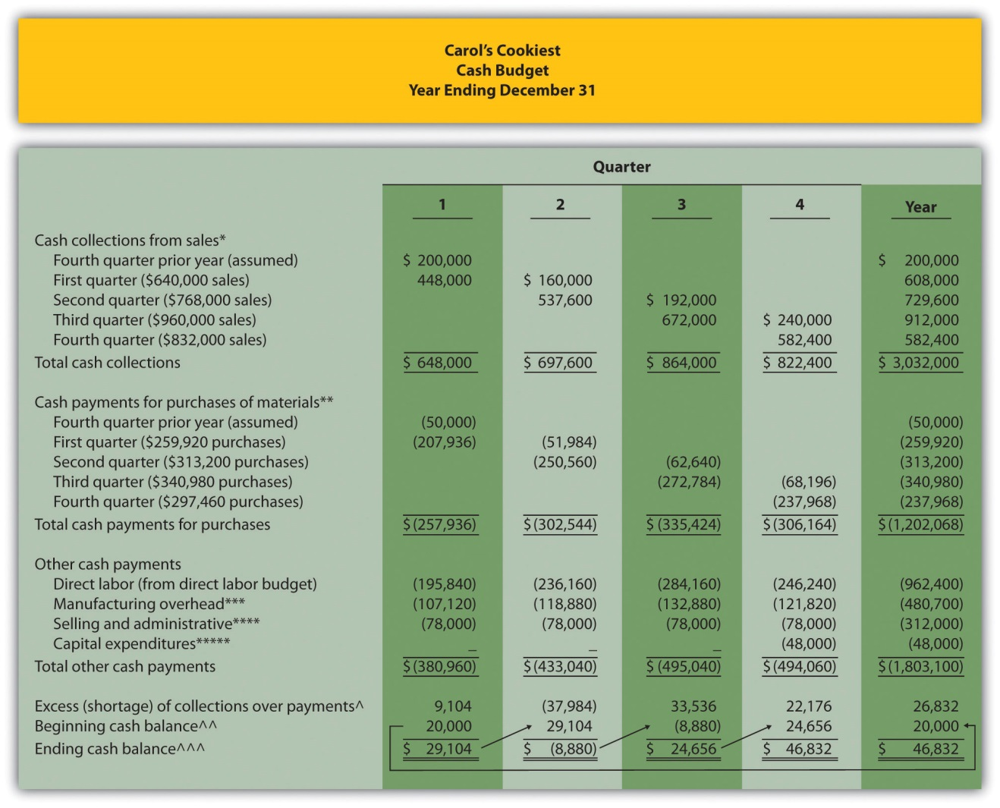 Carol’s Cookiest
Cash Budget
Year Ending December 31
Quarter
1 2 3 4 Year
Cash collections from sales*
Fourth quarter prior year (assumed) $ 200,000 $ 200,000
First quarter ($640,000 sales) 448,000 $ 160,000 608,000
Second quarter ($768,000 sales) 537,600 $ 192,000 729,600
Third quarter ($960,000 sales) 672,000 $ 240,000 912,000
Fourth quarter ($832,000 sales) 582,400 582,400
Total cash collections $ 648,000 $ 697,600 $ 864,000 $ 822,400 $ 3,032,000
Cash payments for purchases of materials**
Fourth quarter prior year (assumed) (50,000) (50,000)
First quarter ($259,920 purchases) (207,936) (51,984) (259,920)
Second quarter ($313,200 purchases) (250,560) (62,640) (313,200)
Third quarter ($340,980 purchases) (272,784) (68,196) (340,980)
Fourth quarter ($297,460 purchases) (237,968) (237,968)
Total cash payments for purchases $(257,936) $(302,544) $(335,424) $(306,164) $(1,202,068)
Other cash payments
Direct labor (from direct labor budget) (195,840) (236,160) (284,160) (246,240) (962,400)
Manufacturing overhead*** (107,120) (118,880) (132,880) (121,820) (480,700)
Selling and administrative**** (78,000) (78,000) (78,000) (78,000) (312,000)
Capital expenditures***** – – – (48,000) (48,000)
Total other cash payments $(380,960) $(433,040) $(495,040) $(494,060) $(1,803,100)
Excess (shortage) of collections over payments^ 9,104 (37,984) 33,536 22,176 26,832
Beginning cash balance^^ 20,000 29,104 (8,880) 24,656 20,000
Ending cash balance^^^ $ 29,104 $ (8,880) $ 24,656 $ 46,832 $ 46,832